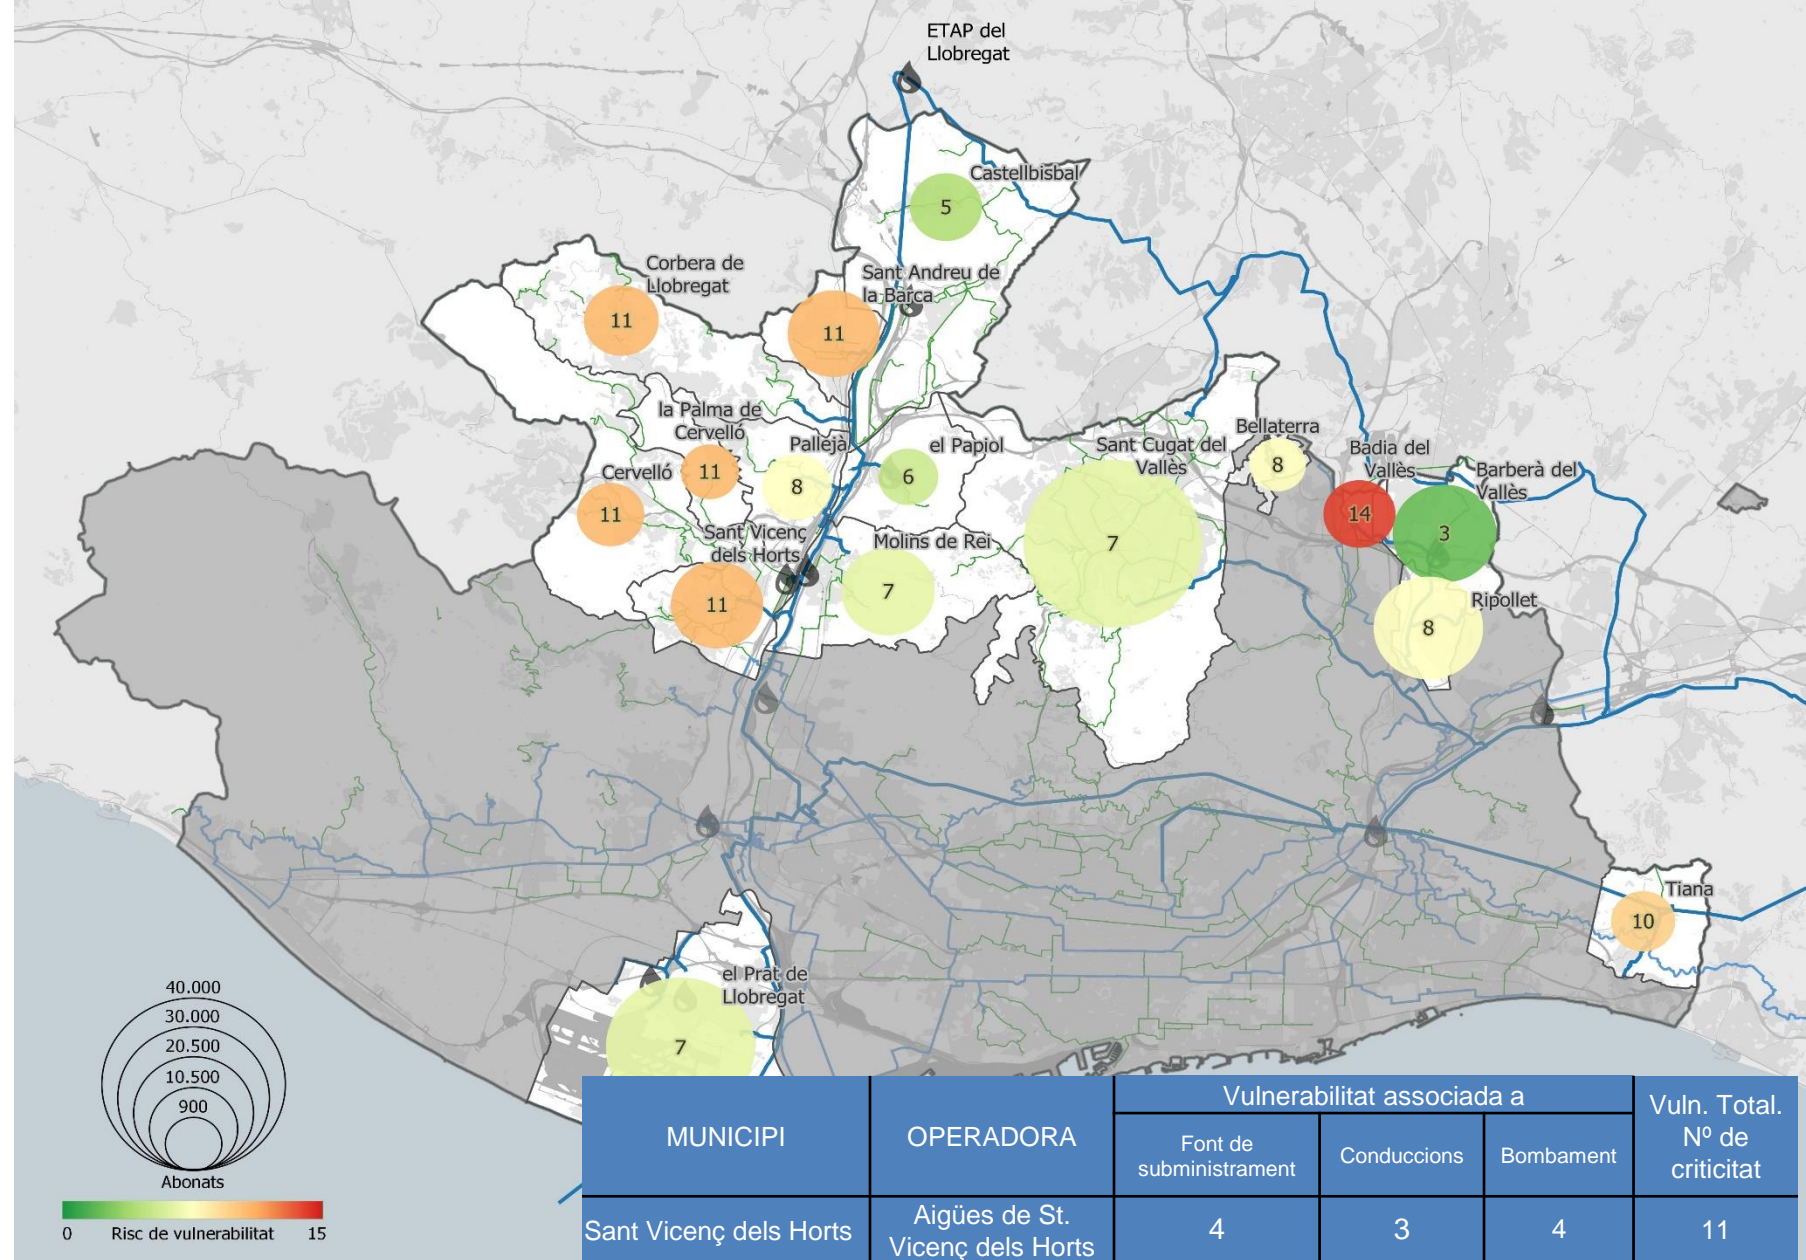 ETAP del
Llobregat
Castellbisbal
5
Corbera de
Llobregat
11
Sant Andreu de
la Barca
11
la Palma de
Cervelló
11
Pallejà
8
el Papiol
6
Sant Cugat del
Vallès
7
Bellaterra
8
Badia del
Vallès
14
Barberà del
Vallès
3
Cervelló
11
Sant Vicenç
dels Horts
11
Molins de Rei
7
Ripollet
8
Tiana
10
el Prat de
Llobregat
7
40.000
30.000
20.500
10.500
900
Abonats
0 Risc de vulnerabilitat 15
MUNICIPI
OPERADORA
Vulnerabilitat associada a
Font de
subministrament
Conduccions
Bombament
Vuln. Total.
Nº de
criticitat
Sant Vicenç dels Horts
Aigües de St.
Vicenç dels Horts
4
3
4
11